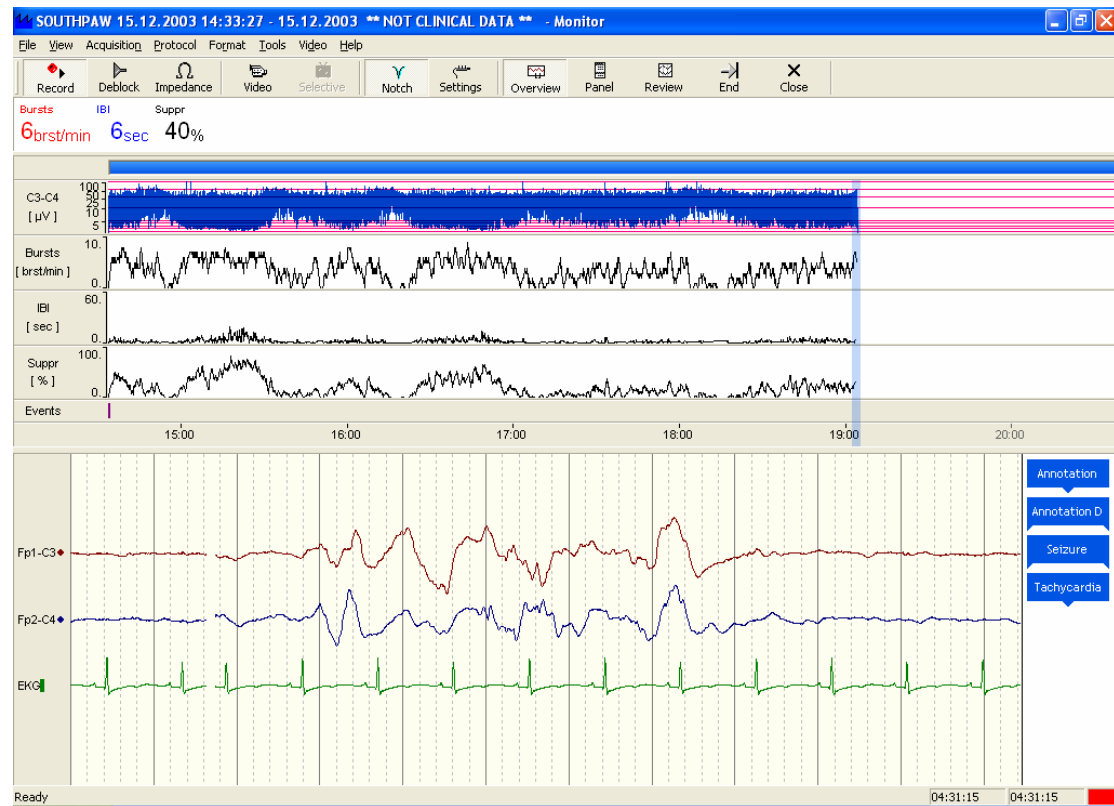 SOUTHPAW 15.12.2003 14:33:27 - 15.12.2003 ** NOT CLINICAL DATA ** - Monitor
File View Acquisition Protocol Format Tools Video Help
Record Deblock Impedance Video Selective Notch Settings Overview Panel Review End Close
Bursts IBI Suppr
6brst/min 6sec 40%
C3-C4
[ µV ]
100
50
25
10
5
Bursts
[ brst/min ]
10.
0.
IBI
[ sec ]
60.
0.
Suppr
[ % ]
100.
0.
Events
15:00 16:00 17:00 18:00 19:00 20:00
Annotation
Annotation D
Seizure
Tachycardia
Fp1-C3
Fp2-C4
EKG
Ready 04:31:15 04:31:15